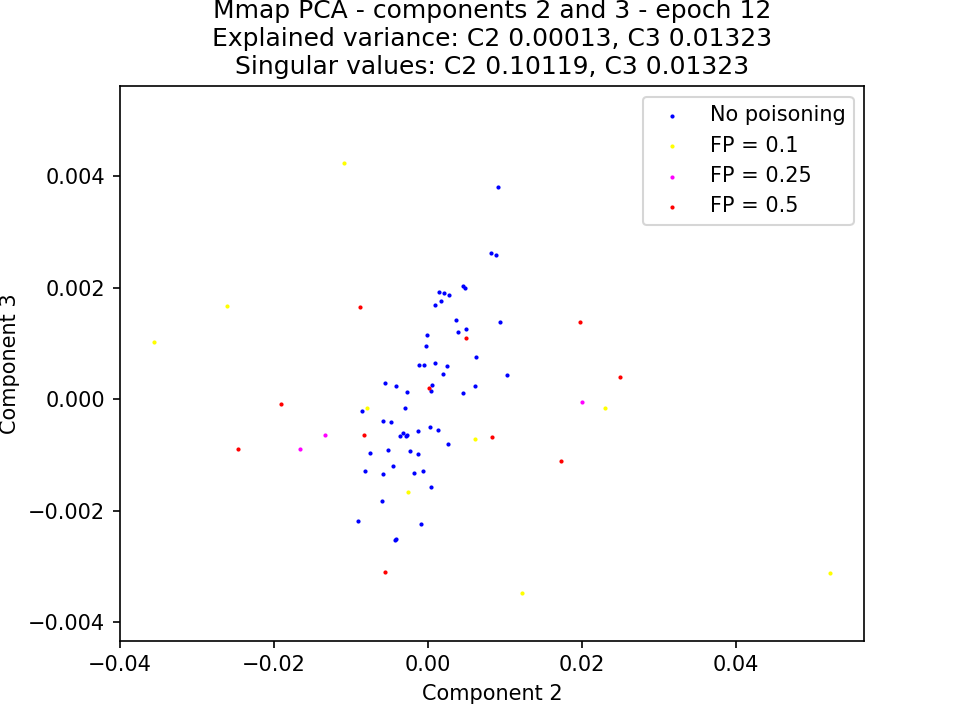 Mmap PCA - components 2 and 3 - epoch 12
Explained variance: C2 0.00013, C3 0.01323
Singular values: C2 0.10119, C3 0.01323
No poisoning
FP = 0.1
FP = 0.25
FP = 0.5
0.004
0.002
0.000
−0.002
−0.004
Component 3
−0.04
−0.02
0.00
0.02
0.04
Component 2